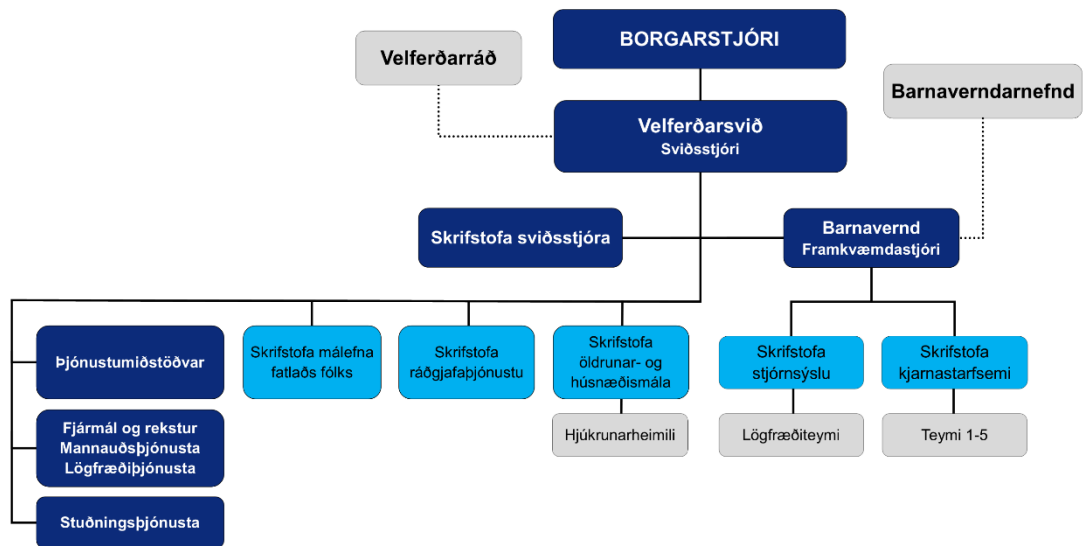 BORGARSTJÓRI
Velferðarráð
Barnaverndarnefnd
Velferðarsvið
Sviðsstjóri
Skrifstofa sviðsstjóra
Barnavernd
Framkvæmdastjóri
Þjónustumiðstöðvar
Skrifstofa málefna
fatlaðs fólks
Skrifstofa
ráðgjafaþjónustu
Skrifstofa
öldrunar- og
húsnæðismála
Skrifstofa
stjórnsýslu
Skrifstofa
kjarnastarfsemi
Fjármál og rekstur
Mannauðsþjónusta
Lögfræðiþjónusta
Hjúkrunarheimili
Lögfræðiteymi
Teymi 1-5
Stuðningsþjónusta